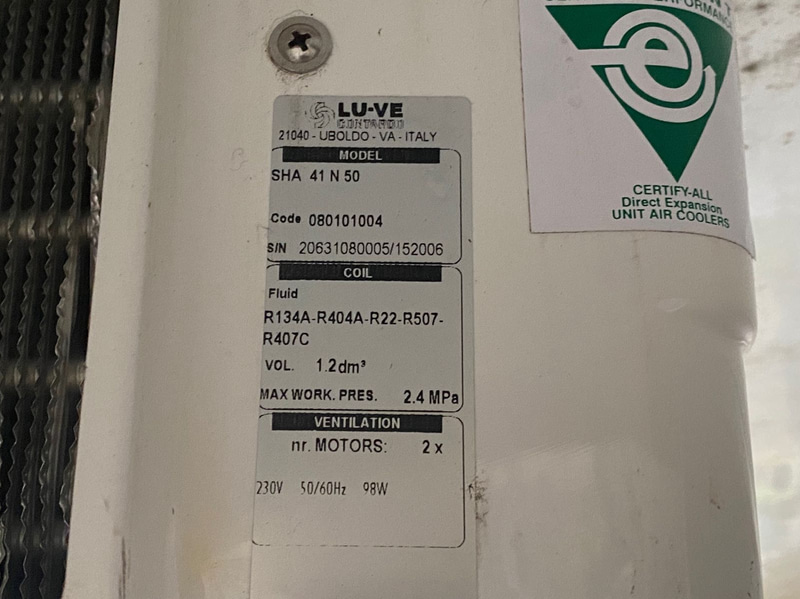 LU-VE
CONTARDO
21040 - UBOLDO - VA - ITALY
MODEL
SHA 41 N 50
Code 080101004
S/N 20631080005/152006
COIL
Fluid
R134A-R404A-R22-R507-
R407C
VOL. 1.2dm³
MAX WORK. PRES. 2.4 MPa
VENTILATION
nr. MOTORS: 2 x
230V 50/60Hz 98W
PERFORMANCE
e
CERTIFY-ALL
Direct Expansion
UNIT AIR COOLERS